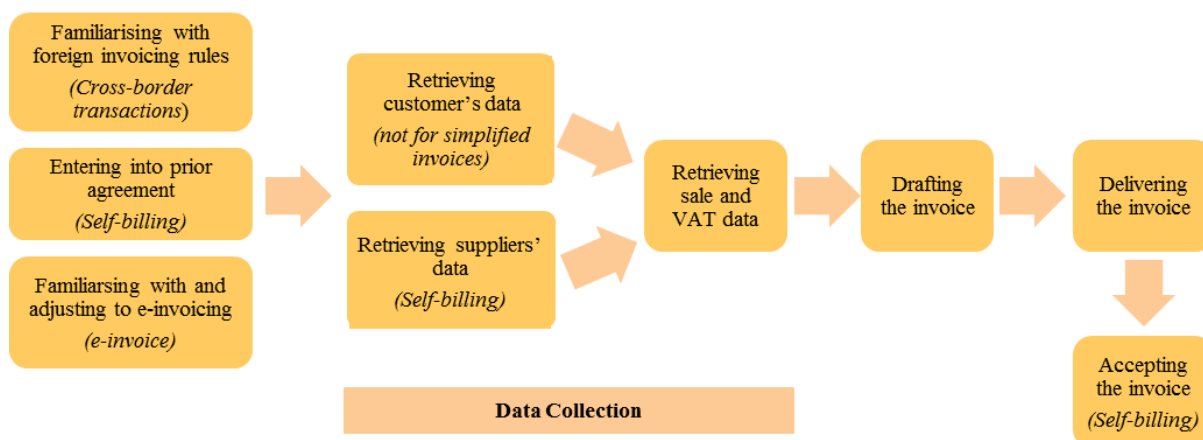 Familiarising with
foreign invoicing rules
(Cross-border
transactions)
Entering into prior
agreement
(Self-billing)
Familiarsing with and
adjusting to e-invoicing
(e-invoice)
Retrieving
customer’s data
(not for simplified
invoices)
Retrieving suppliers’
data
(Self-billing)
Retrieving
sale and
VAT data
Drafting
the invoice
Delivering
the invoice
Accepting
the invoice
(Self-billing)
Data Collection